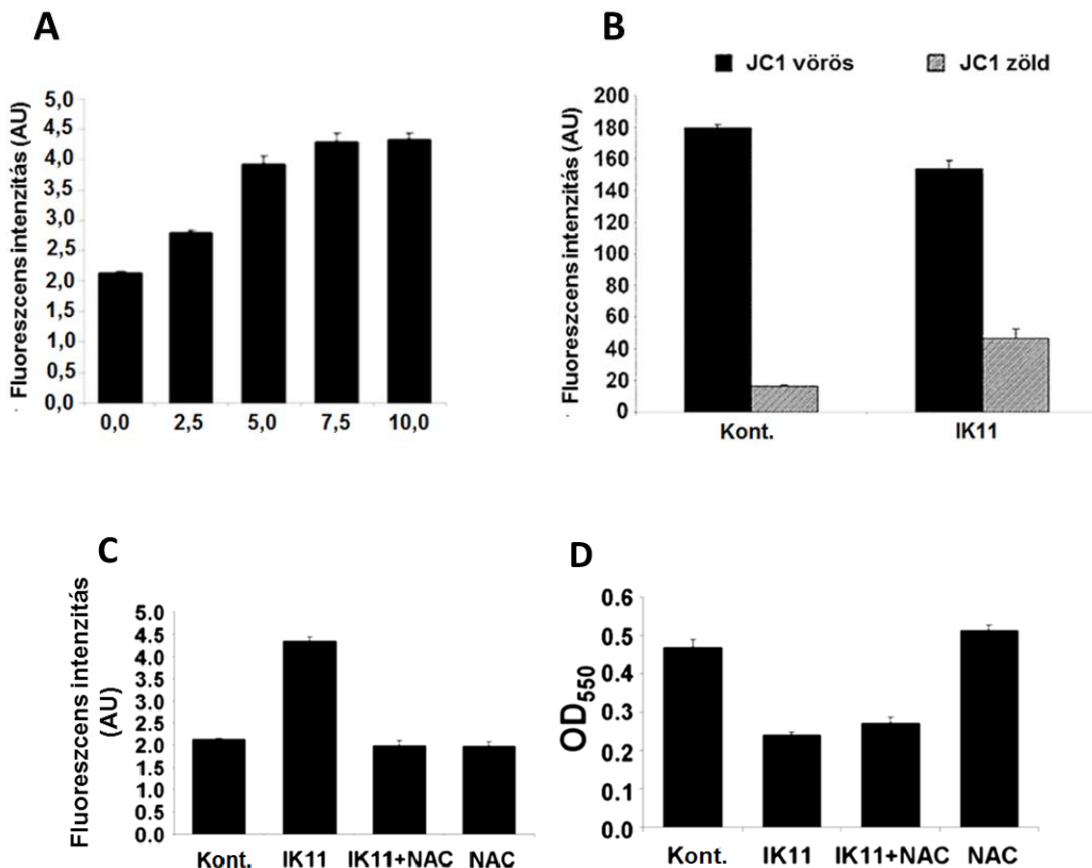 A
Fluoreszcens intenzitás (AU)
5,0
4,5
4,0
3,5
3,0
2,5
2,0
1,5
1,0
0,5
0,0
0,0 2,5 5,0 7,5 10,0
B
JC1 vörös JC1 zöld
Fluoreszcens intenzitás (AU)
200
180
160
140
120
100
80
60
40
20
0
Kont. IK11
C
Fluoreszcens intenzitás
(AU)
5.0
4.5
4.0
3.5
3.0
2.5
2.0
1.5
1.0
0.5
0.0
Kont. IK11 IK11+NAC NAC
D
OD550
0.6
0.5
0.4
0.3
0.2
0.1
0.0
Kont. IK11 IK11+NAC NAC